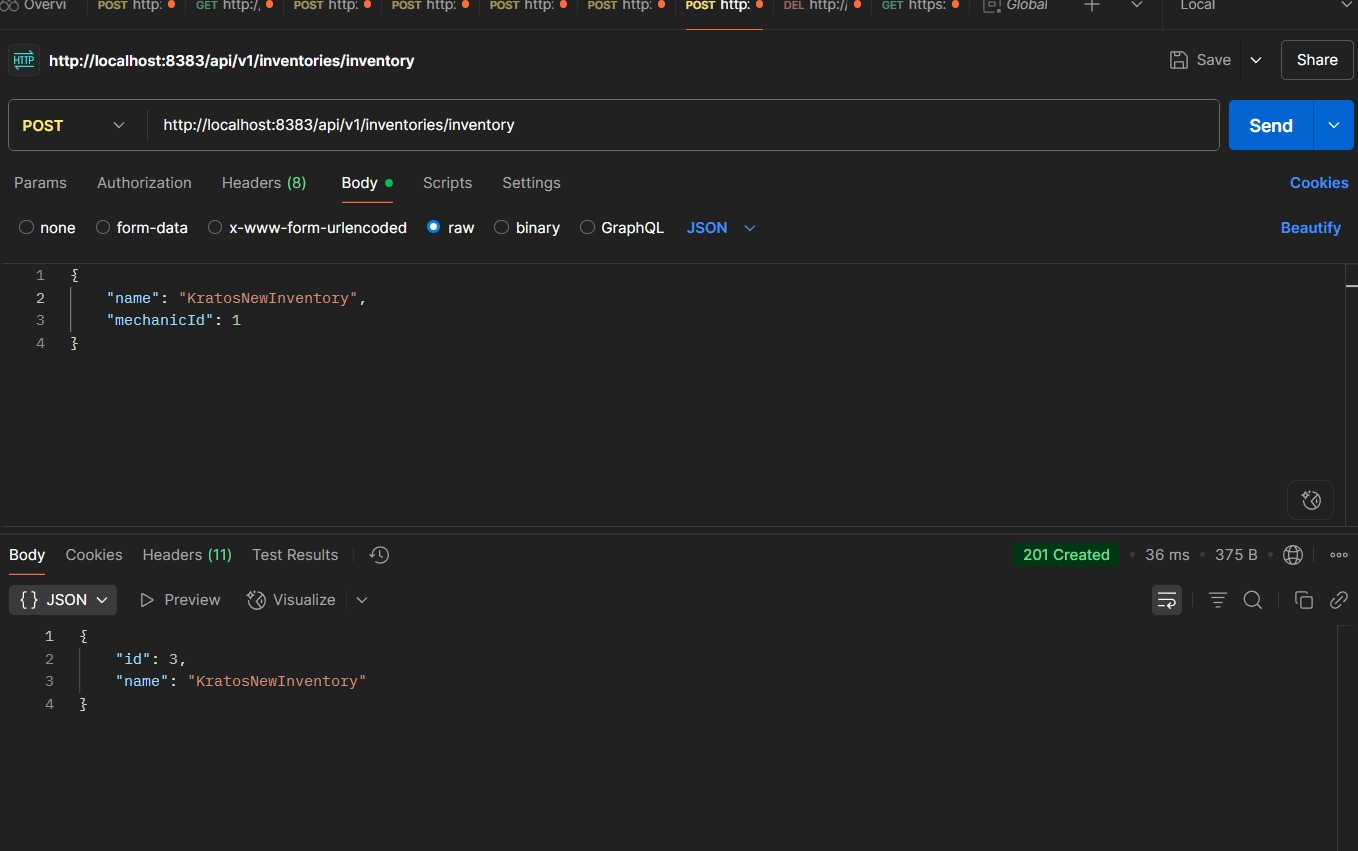 Overvi POST http: GET http:/, POST http: POST http: POST http: POST http: POST http: DEL http:// GET https: Global Local
HTTP http://localhost:8383/api/v1/inventories/inventory Save Share
POST http://localhost:8383/api/v1/inventories/inventory Send
Params Authorization Headers (8) Body Scripts Settings Cookies
none form-data x-www-form-urlencoded raw binary GraphQL JSON Beautify
1 {
2 "name": "KratosNewInventory",
3 "mechanicId": 1
4 }
Body Cookies Headers (11) Test Results 201 Created • 36 ms • 375 B
{} JSON Preview Visualize
1 {
2 "id": 3,
3 "name": "KratosNewInventory"
4 }